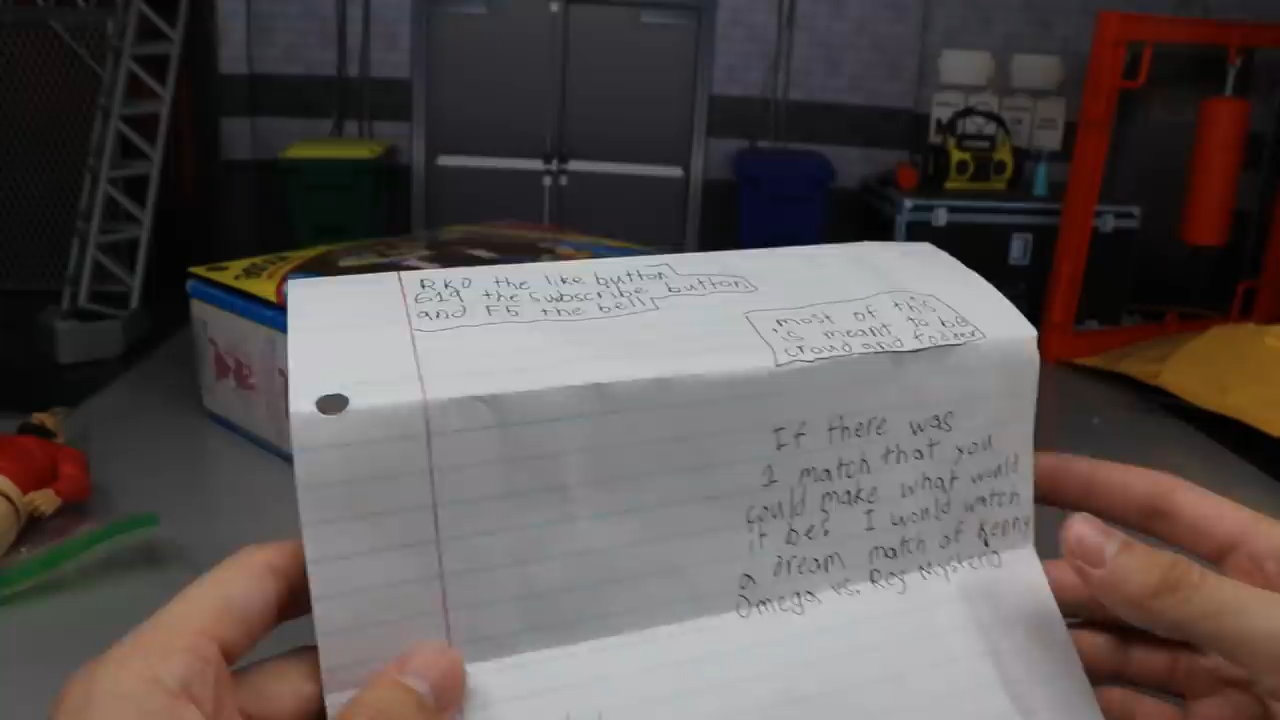 RKO the like button
619 the subscribe button
and F5 the bell
most of this
is meant to be
croud and fodder
If there was
1 match that you
could make what would
it be? I would watch
a dream match of Kenny
Omega vs. Rey Mysterio